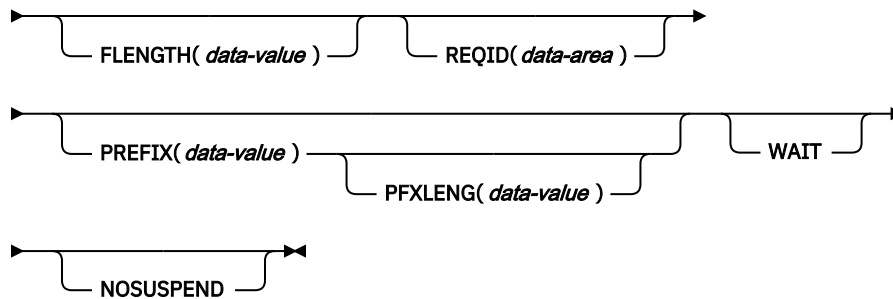 FLENGTH( data-value ) REQID( data-area )
PREFIX( data-value ) WAIT
PFXLENG( data-value )
NOSUSPEND